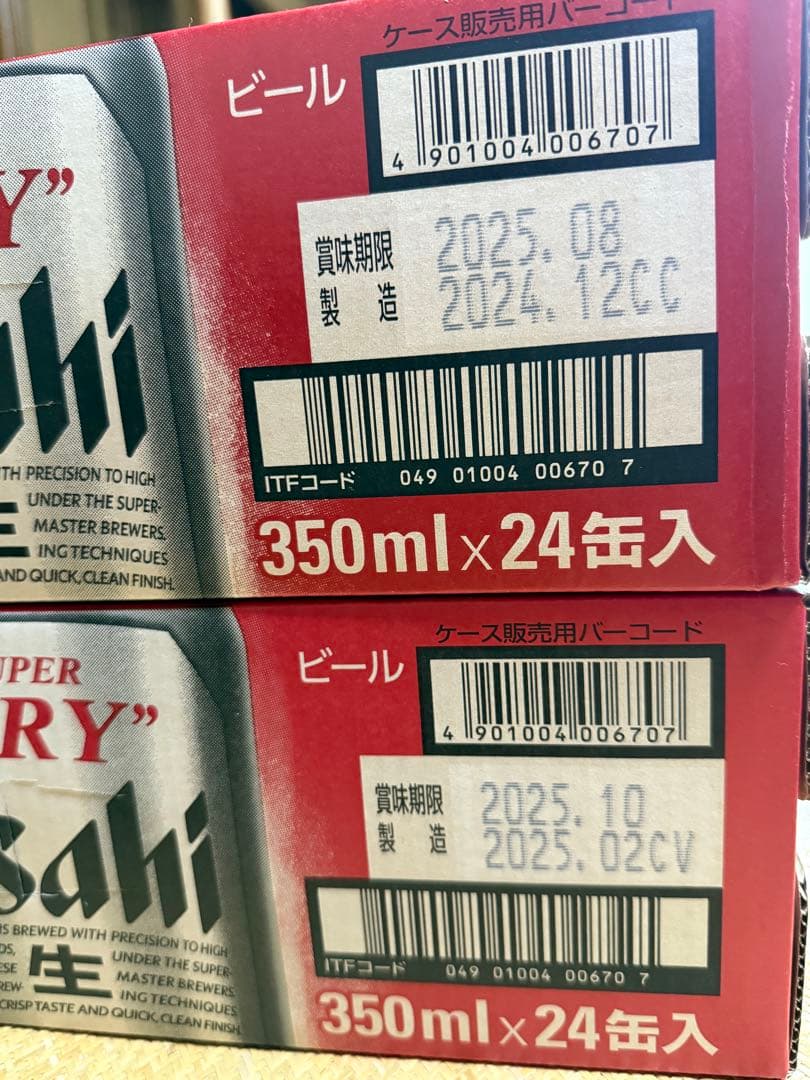 ケース販売用バーコード
ビール
4 901004 006707
Y”
賞味期限 2025.08
製造 2024.12CC
ahi
ITFコード 049 01004 00670 7
WITH PRECISION TO HIGH
UNDER THE SUPER-
MASTER BREWERS.
ING TECHNIQUES
AND QUICK, CLEAN FINISH.
350ml×24缶入
ケース販売用バーコード
ビール
SUPER
RY”
4 901004 006707
賞味期限 2025.10
製造 2025.02CV
sahi
ITFコード 049 01004 00670 7
IS BREWED WITH PRECISION TO HIGH
生
UNDER THE SUPER-
MASTER BREWERS.
ING TECHNIQUES
CRISP TASTE AND QUICK, CLEAN FINISH.
350ml×24缶入